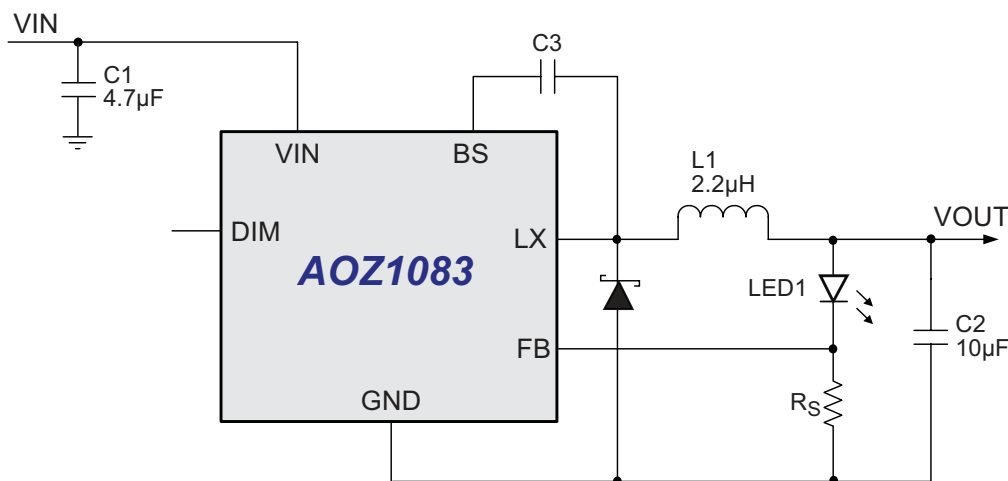 VIN
C1
4.7µF
C3
VIN
BS
L1
2.2µH
DIM
LX
VOUT
AOZ1083
LED1
FB
C2
10µF
GND
RS